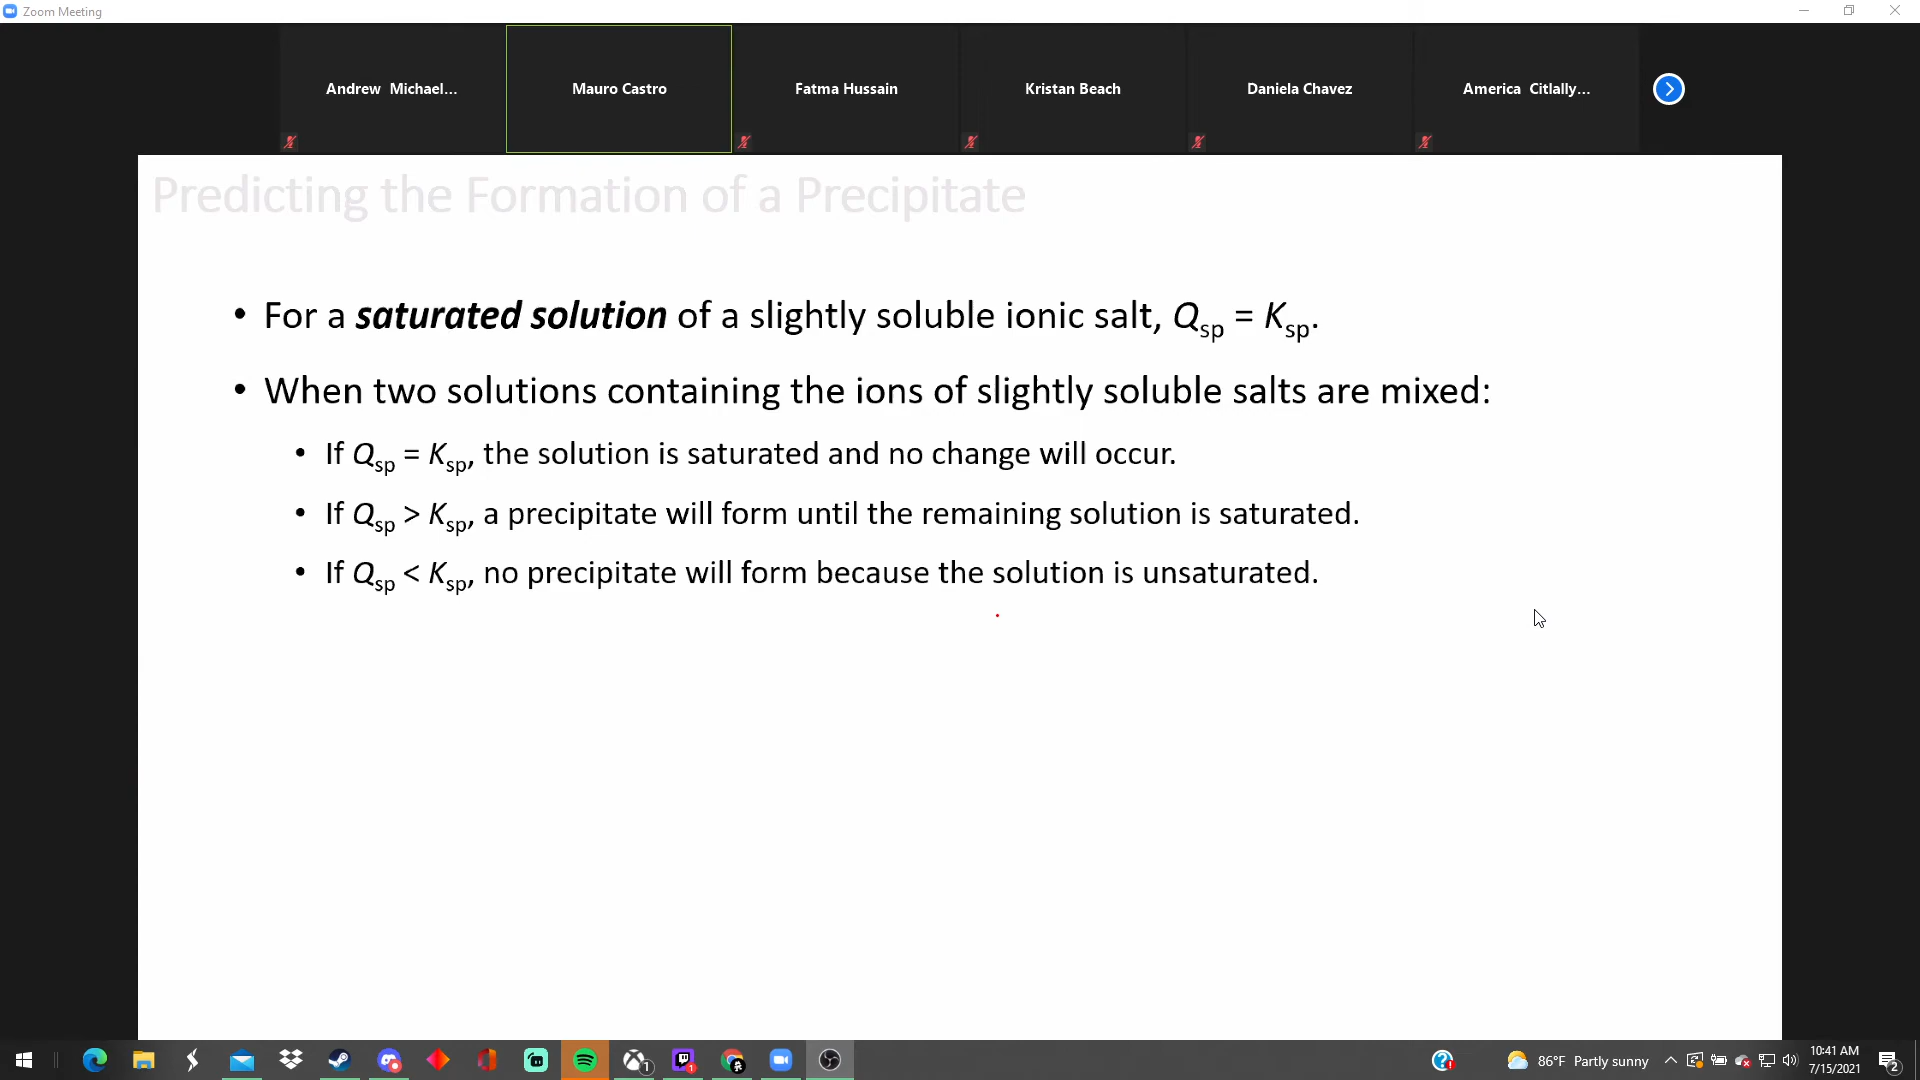 Zoom Meeting
Andrew Michael...
Mauro Castro
Fatma Hussain
Kristan Beach
Daniela Chavez
America Citlally...
Predicting the Formation of a Precipitate
• For a saturated solution of a slightly soluble ionic salt, Qsp = Ksp.
• When two solutions containing the ions of slightly soluble salts are mixed:
• If Qsp = Ksp, the solution is saturated and no change will occur.
• If Qsp > Ksp, a precipitate will form until the remaining solution is saturated.
• If Qsp < Ksp, no precipitate will form because the solution is unsaturated.
1
1
86°F Partly sunny
10:41 AM
7/15/2021
2